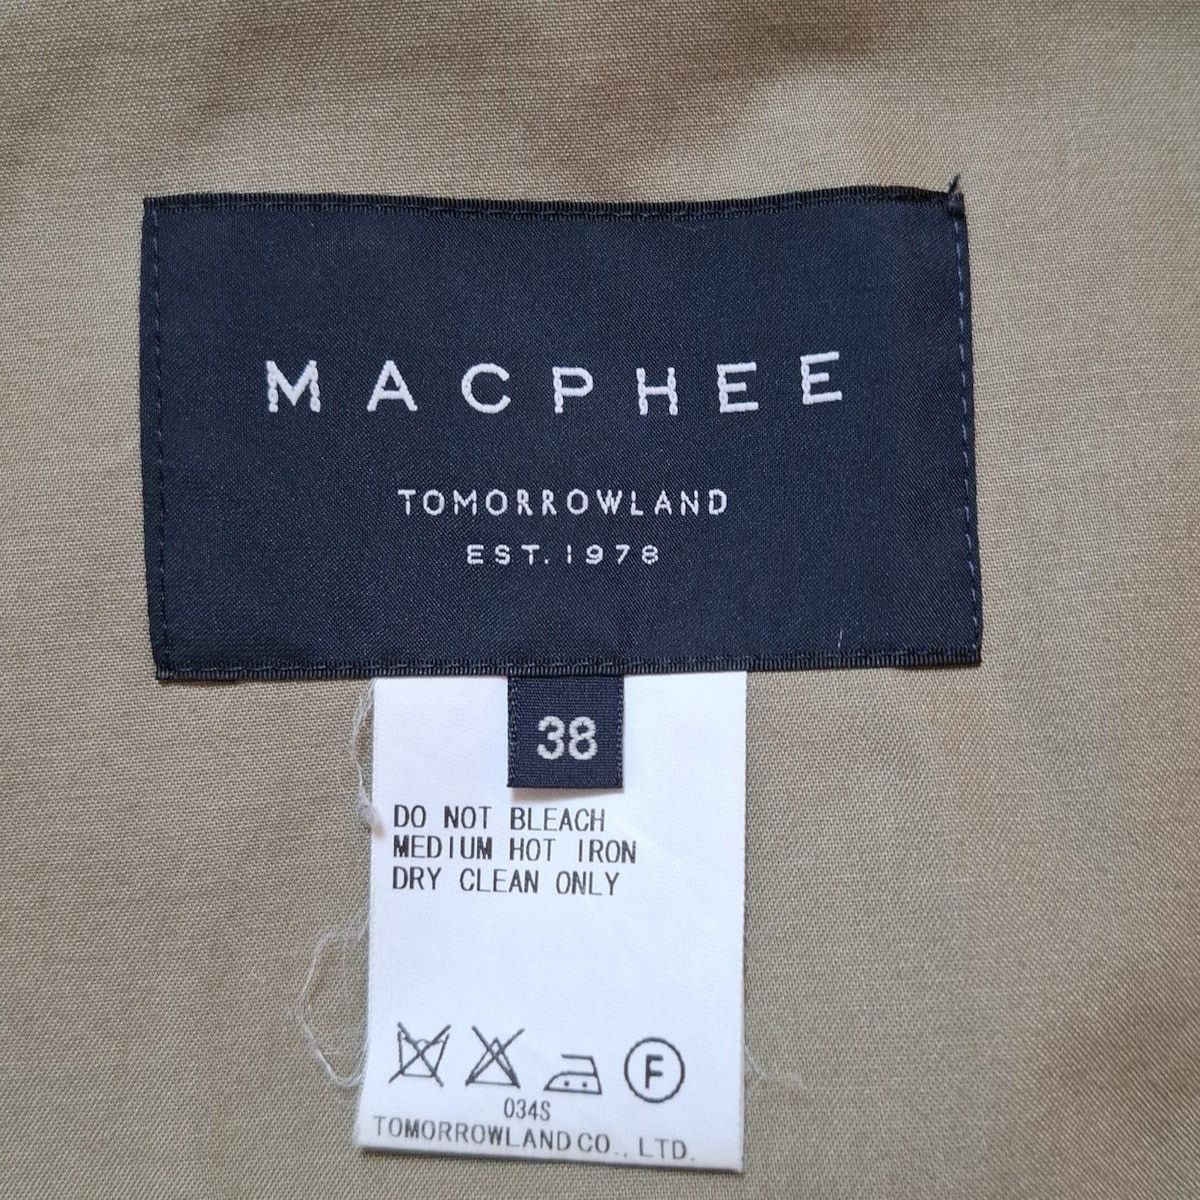 MACPHEE
TOMORROWLAND
EST. 1978
38
DO NOT BLEACH
MEDIUM HOT IRON
DRY CLEAN ONLY
F
034S
TOMORROWLAND CO., LTD.